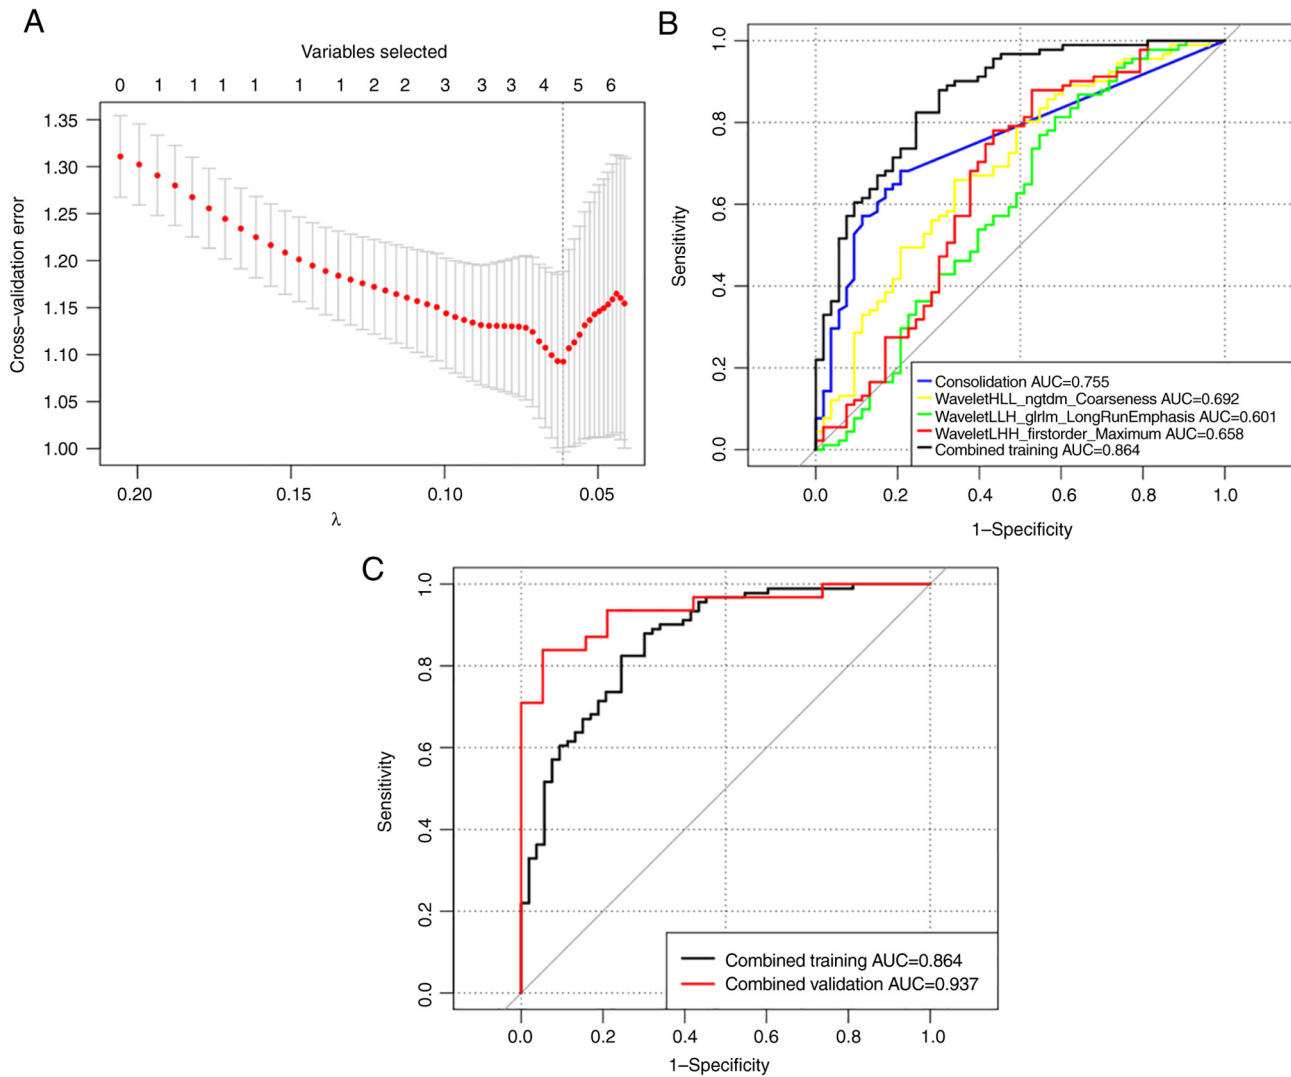 A
Variables selected
0 1 1 1 1 1 1 2 2 3 3 3 4 5 6
1.35
1.30
1.25
1.20
1.15
1.10
1.05
1.00
Cross–validation error
0.20 0.15 0.10 0.05
λ
B
1.0
0.8
0.6
0.4
0.2
0.0
Sensitivity
Consolidation AUC=0.755
WaveletHLL_ngtdm_Coarseness AUC=0.692
WaveletLLH_glrlm_LongRunEmphasis AUC=0.601
WaveletLHH_firstorder_Maximum AUC=0.658
Combined training AUC=0.864
0.0 0.2 0.4 0.6 0.8 1.0
1–Specificity
C
1.0
0.8
0.6
0.4
0.2
0.0
Sensitivity
Combined training AUC=0.864
Combined validation AUC=0.937
0.0 0.2 0.4 0.6 0.8 1.0
1–Specificity